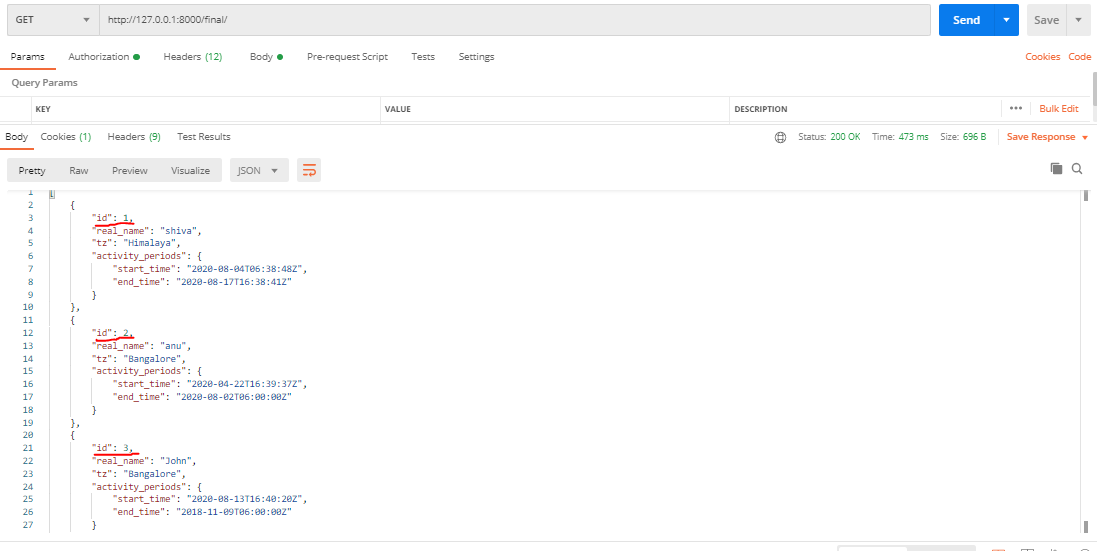 GET http://127.0.0.1:8000/final/ Send Save
Params Authorization Headers (12) Body Pre-request Script Tests Settings Cookies Code
Query Params
KEY VALUE DESCRIPTION ••• Bulk Edit
Body Cookies (1) Headers (9) Test Results Status: 200 OK Time: 473 ms Size: 696 B Save Response
Pretty Raw Preview Visualize JSON
1 [
2 {
3 "id": 1,
4 "real_name": "shiva",
5 "tz": "Himalaya",
6 "activity_periods": {
7 "start_time": "2020-08-04T06:38:48Z",
8 "end_time": "2020-08-17T16:38:41Z"
9 }
10 },
11 {
12 "id": 2,
13 "real_name": "anu",
14 "tz": "Bangalore",
15 "activity_periods": {
16 "start_time": "2020-04-22T16:39:37Z",
17 "end_time": "2020-08-02T06:00:00Z"
18 }
19 },
20 {
21 "id": 3,
22 "real_name": "John",
23 "tz": "Bangalore",
24 "activity_periods": {
25 "start_time": "2020-08-13T16:40:20Z",
26 "end_time": "2018-11-09T06:00:00Z"
27 }